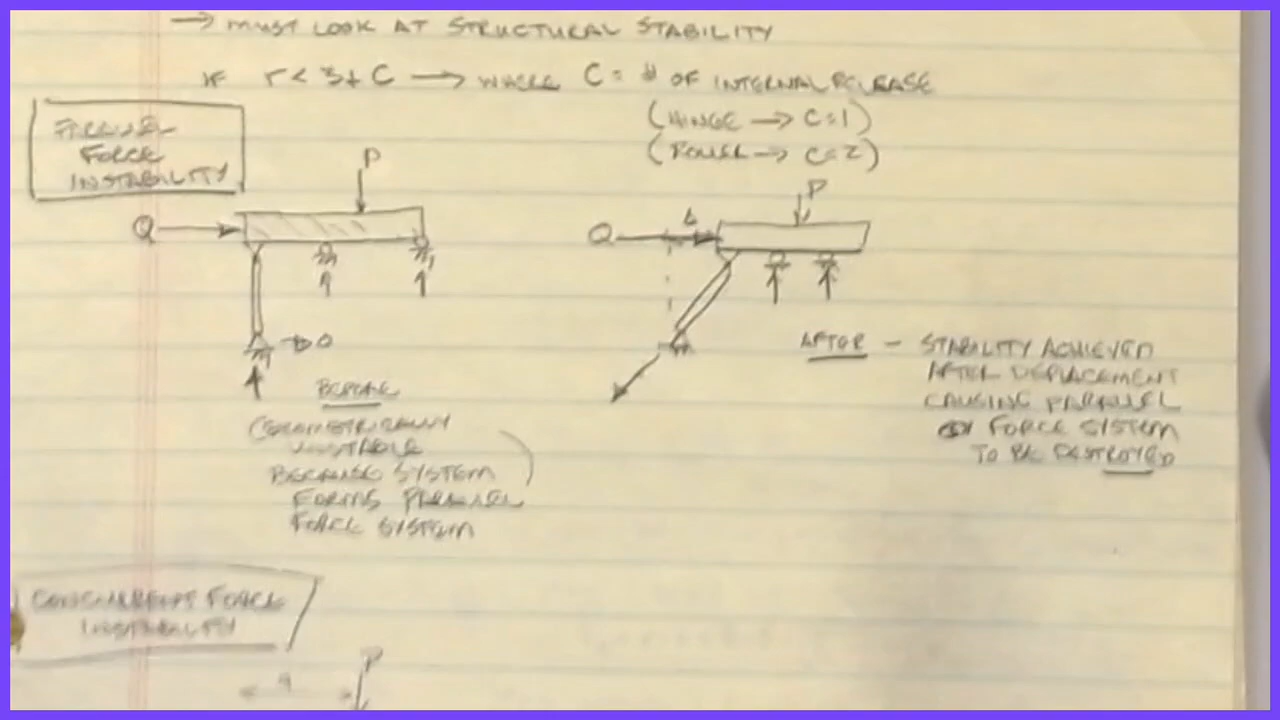 → MUST LOOK AT STRUCTURAL STABILITY
IF r < 3 + C → WHERE C = # OF INTERNAL RELEASE
(HINGE → C=1)
(ROLLER → C=2)
PARALLEL
FORCE
INSTABILITY
P
Q
P
Q
Δ
BEFORE
GEOMETRICALLY
UNSTABLE
BECAUSE SYSTEM
FORMS PARALLEL
FORCE SYSTEM
AFTER – STABILITY ACHIEVED
AFTER DISPLACEMENT
CAUSING PARALLEL
FORCE SYSTEM
TO BE DESTROYED
CONCURRENT FORCE
INSTABILITY
P